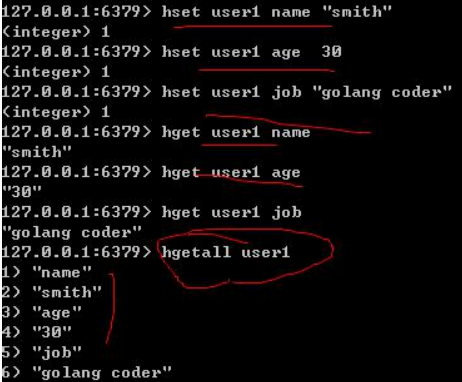 127.0.0.1:6379> hset user1 name "smith"
(integer) 1
127.0.0.1:6379> hset user1 age  30
(integer) 1
127.0.0.1:6379> hset user1 job "golang coder"
(integer) 1
127.0.0.1:6379> hget user1 name
"smith"
127.0.0.1:6379> hget user1 age
"30"
127.0.0.1:6379> hget user1 job
"golang coder"
127.0.0.1:6379> hgetall user1
1) "name"
2) "smith"
3) "age"
4) "30"
5) "job"
6) "golang coder"